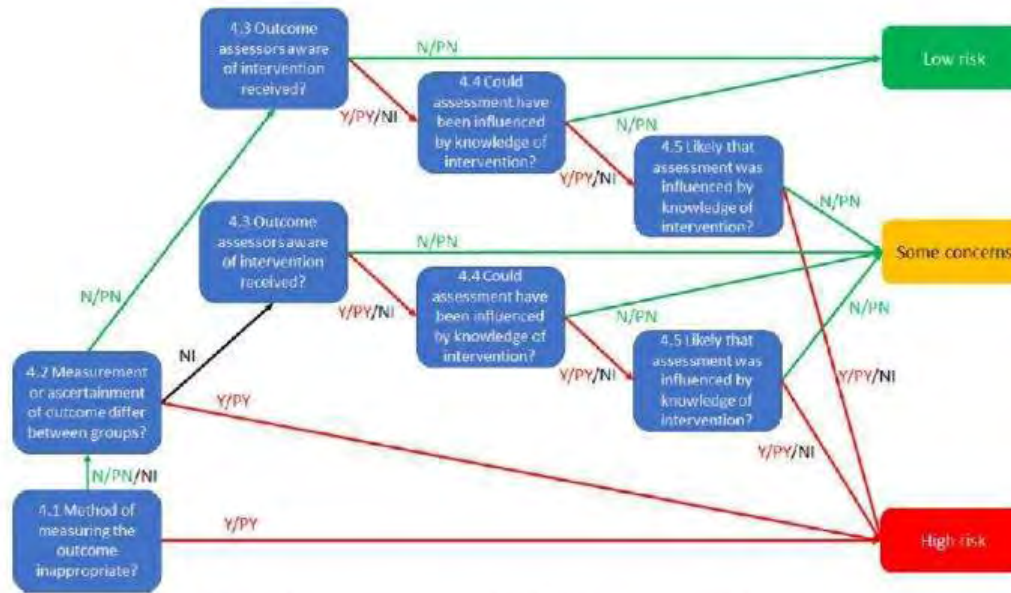 4.3 Outcome
assessors aware
of intervention
received?
N/PN
Low risk
Y/PY/NI
4.4 Could
assessment have
been influenced
by knowledge of
intervention?
N/PN
Y/PY/NI
4.5 Likely that
assessment was
influenced by
knowledge of
intervention?
N/PN
4.3 Outcome
assessors aware
of intervention
received?
N/PN
Some concerns
Y/PY/NI
4.4 Could
assessment have
been influenced
by knowledge of
intervention?
N/PN
Y/PY/NI
4.5 Likely that
assessment was
influenced by
knowledge of
intervention?
N/PN
Y/PY/NI
Y/PY/NI
N/PN
NI
4.2 Measurement
or ascertainment
of outcome differ
between groups?
Y/PY
N/PN/NI
4.1 Method of
measuring the
outcome
inappropriate?
Y/PY
High risk